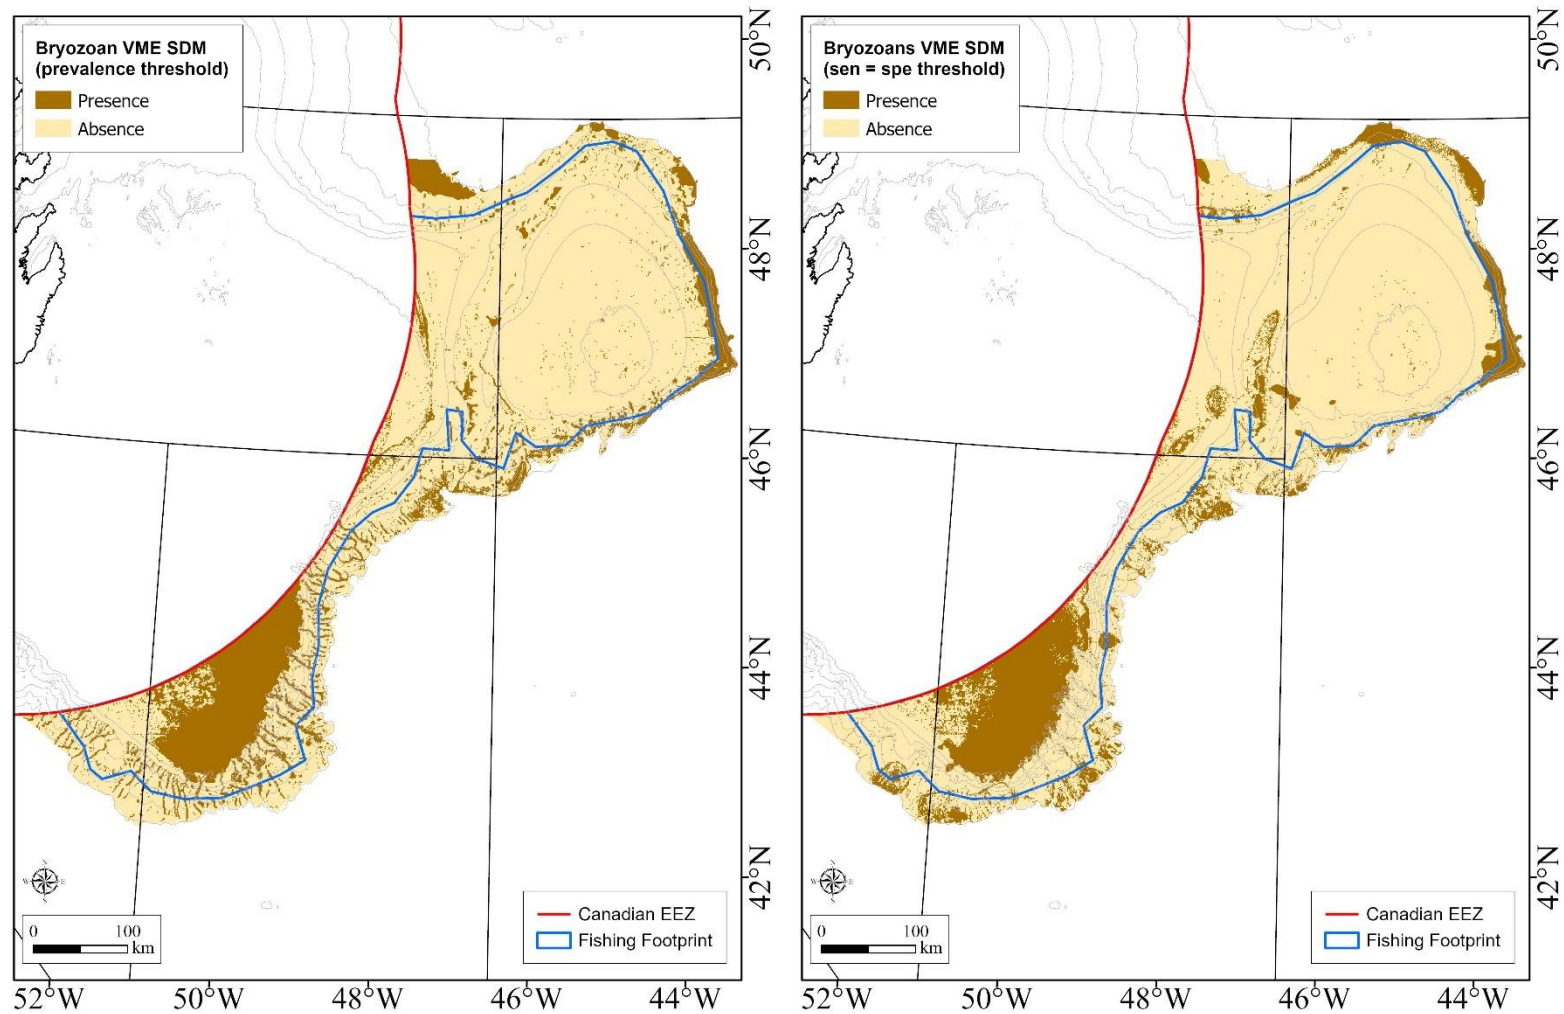 Bryozoan VME SDM
(prevalence threshold)
Presence
Absence
N
W
E
S
0 100
km
Canadian EEZ
Fishing Footprint
50°N
48°N
46°N
44°N
42°N
52°W 50°W 48°W 46°W 44°W
Bryozoans VME SDM
(sen = spe threshold)
Presence
Absence
N
W
E
S
0 100
km
Canadian EEZ
Fishing Footprint
50°N
48°N
46°N
44°N
42°N
52°W 50°W 48°W 46°W 44°W